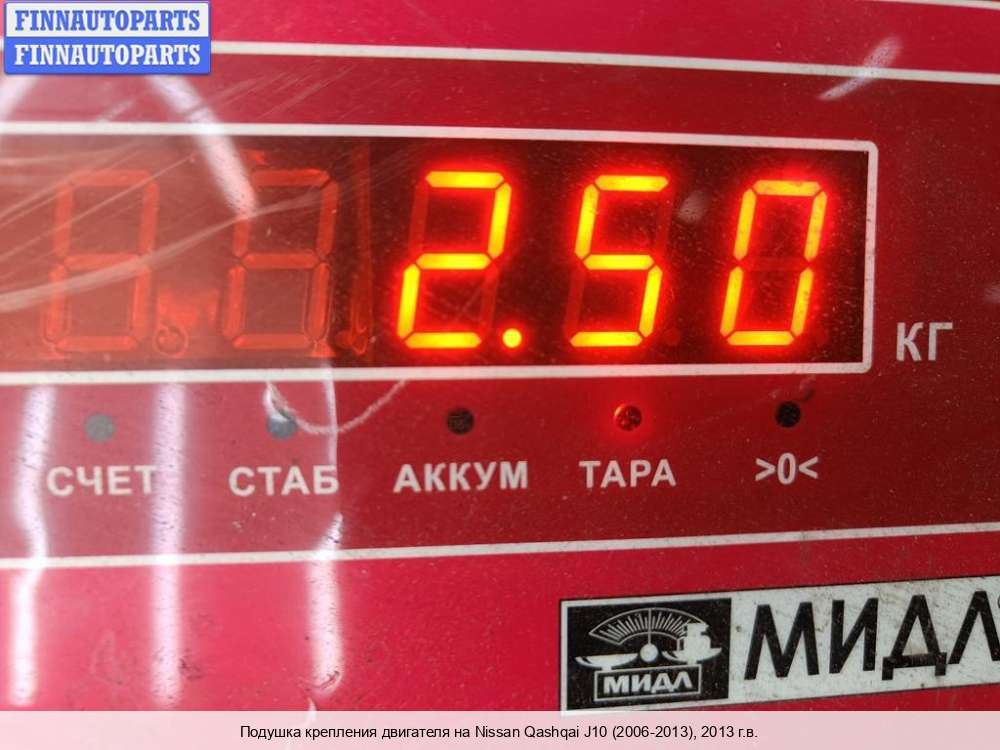 FINNAUTOPARTS
FINNAUTOPARTS
2.50
КГ
СЧЕТ СТАБ АККУМ ТАРА >0<
МИДЛ
МИДЛ
Подушка крепления двигателя на Nissan Qashqai J10 (2006-2013), 2013 г.в.